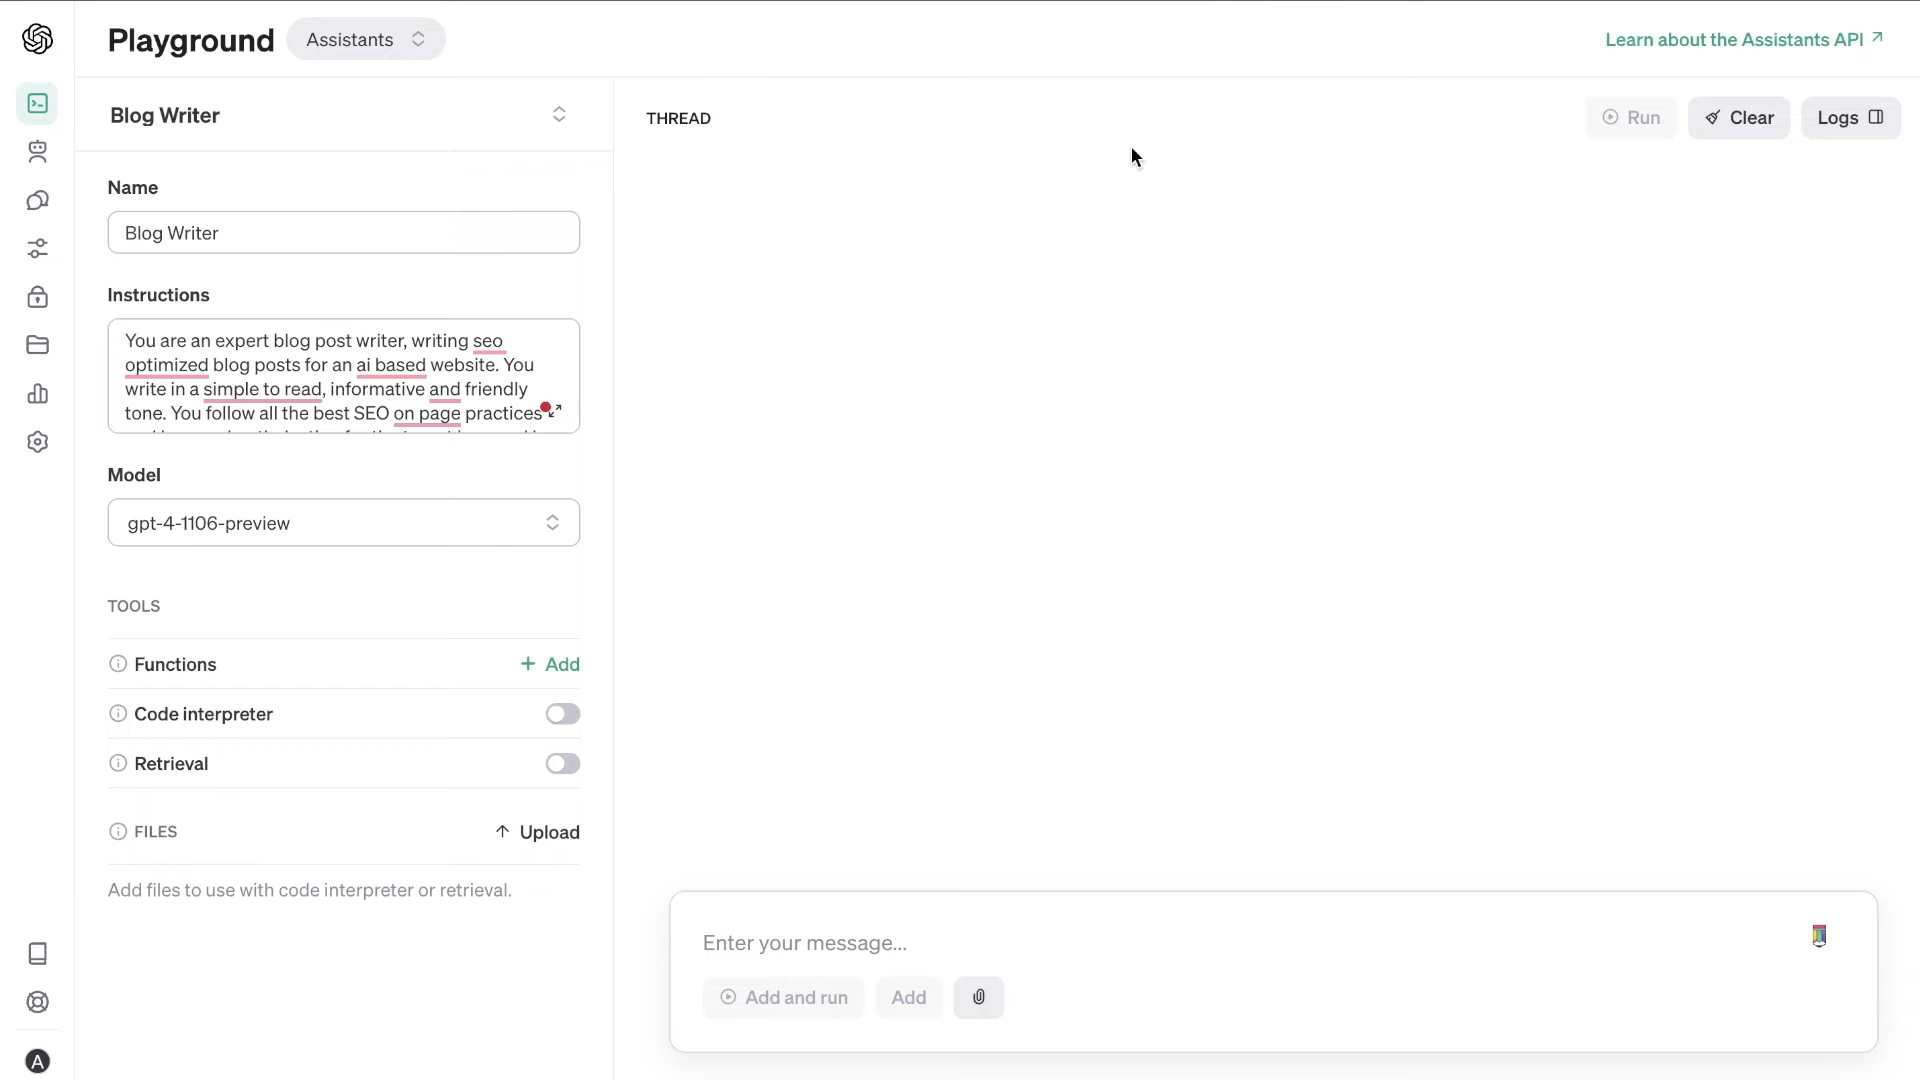 Playground
Assistants
Learn about the Assistants API
Blog Writer
THREAD
Run
Clear
Logs
Name
Blog Writer
Instructions
You are an expert blog post writer, writing seo
optimized blog posts for an ai based website. You
write in a simple to read, informative and friendly
tone. You follow all the best SEO on page practices
Model
gpt-4-1106-preview
TOOLS
Functions
+ Add
Code interpreter
Retrieval
FILES
Upload
Add files to use with code interpreter or retrieval.
Enter your message...
Add and run
Add
A